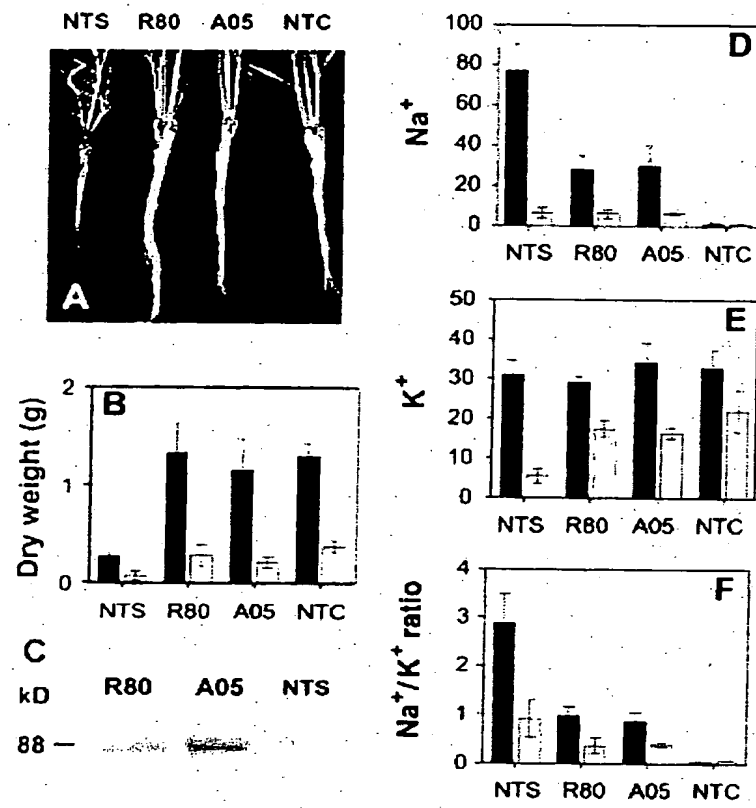 NTS R80 A05 NTC
A
B
Dry weight (g)
2
1
0
NTS R80 A05 NTC
C
kD R80 A05 NTS
88
D
Na+
100
80
60
40
20
0
NTS R80 A05 NTC
E
K+
50
40
30
20
10
0
NTS R80 A05 NTC
F
Na+/K+ ratio
4
3
2
1
0
NTS R80 A05 NTC